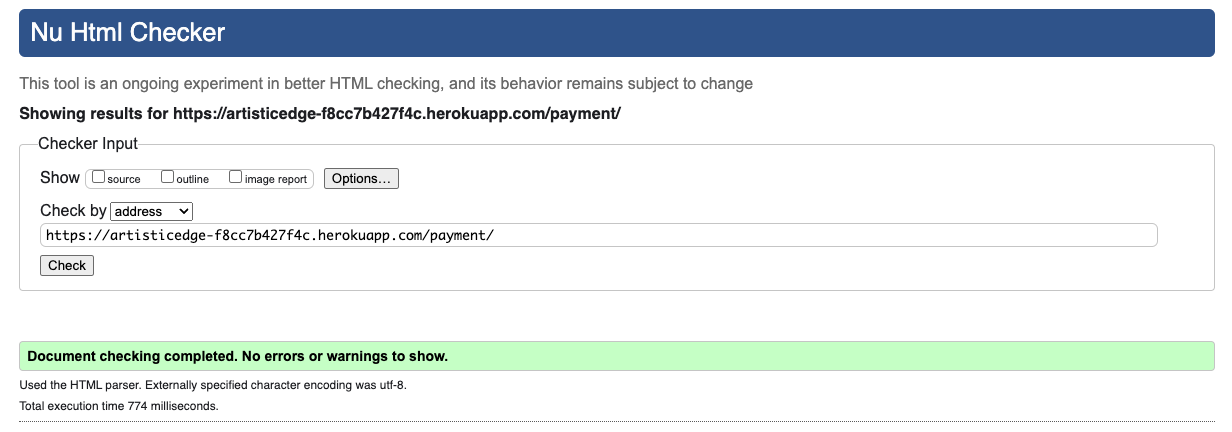 Nu Html Checker
This tool is an ongoing experiment in better HTML checking, and its behavior remains subject to change
Showing results for https://artisticedge-f8cc7b427f4c.herokuapp.com/payment/
Checker Input
Show source outline image report Options…
Check by address
https://artisticedge-f8cc7b427f4c.herokuapp.com/payment/
Check
Document checking completed. No errors or warnings to show.
Used the HTML parser. Externally specified character encoding was utf-8.
Total execution time 774 milliseconds.